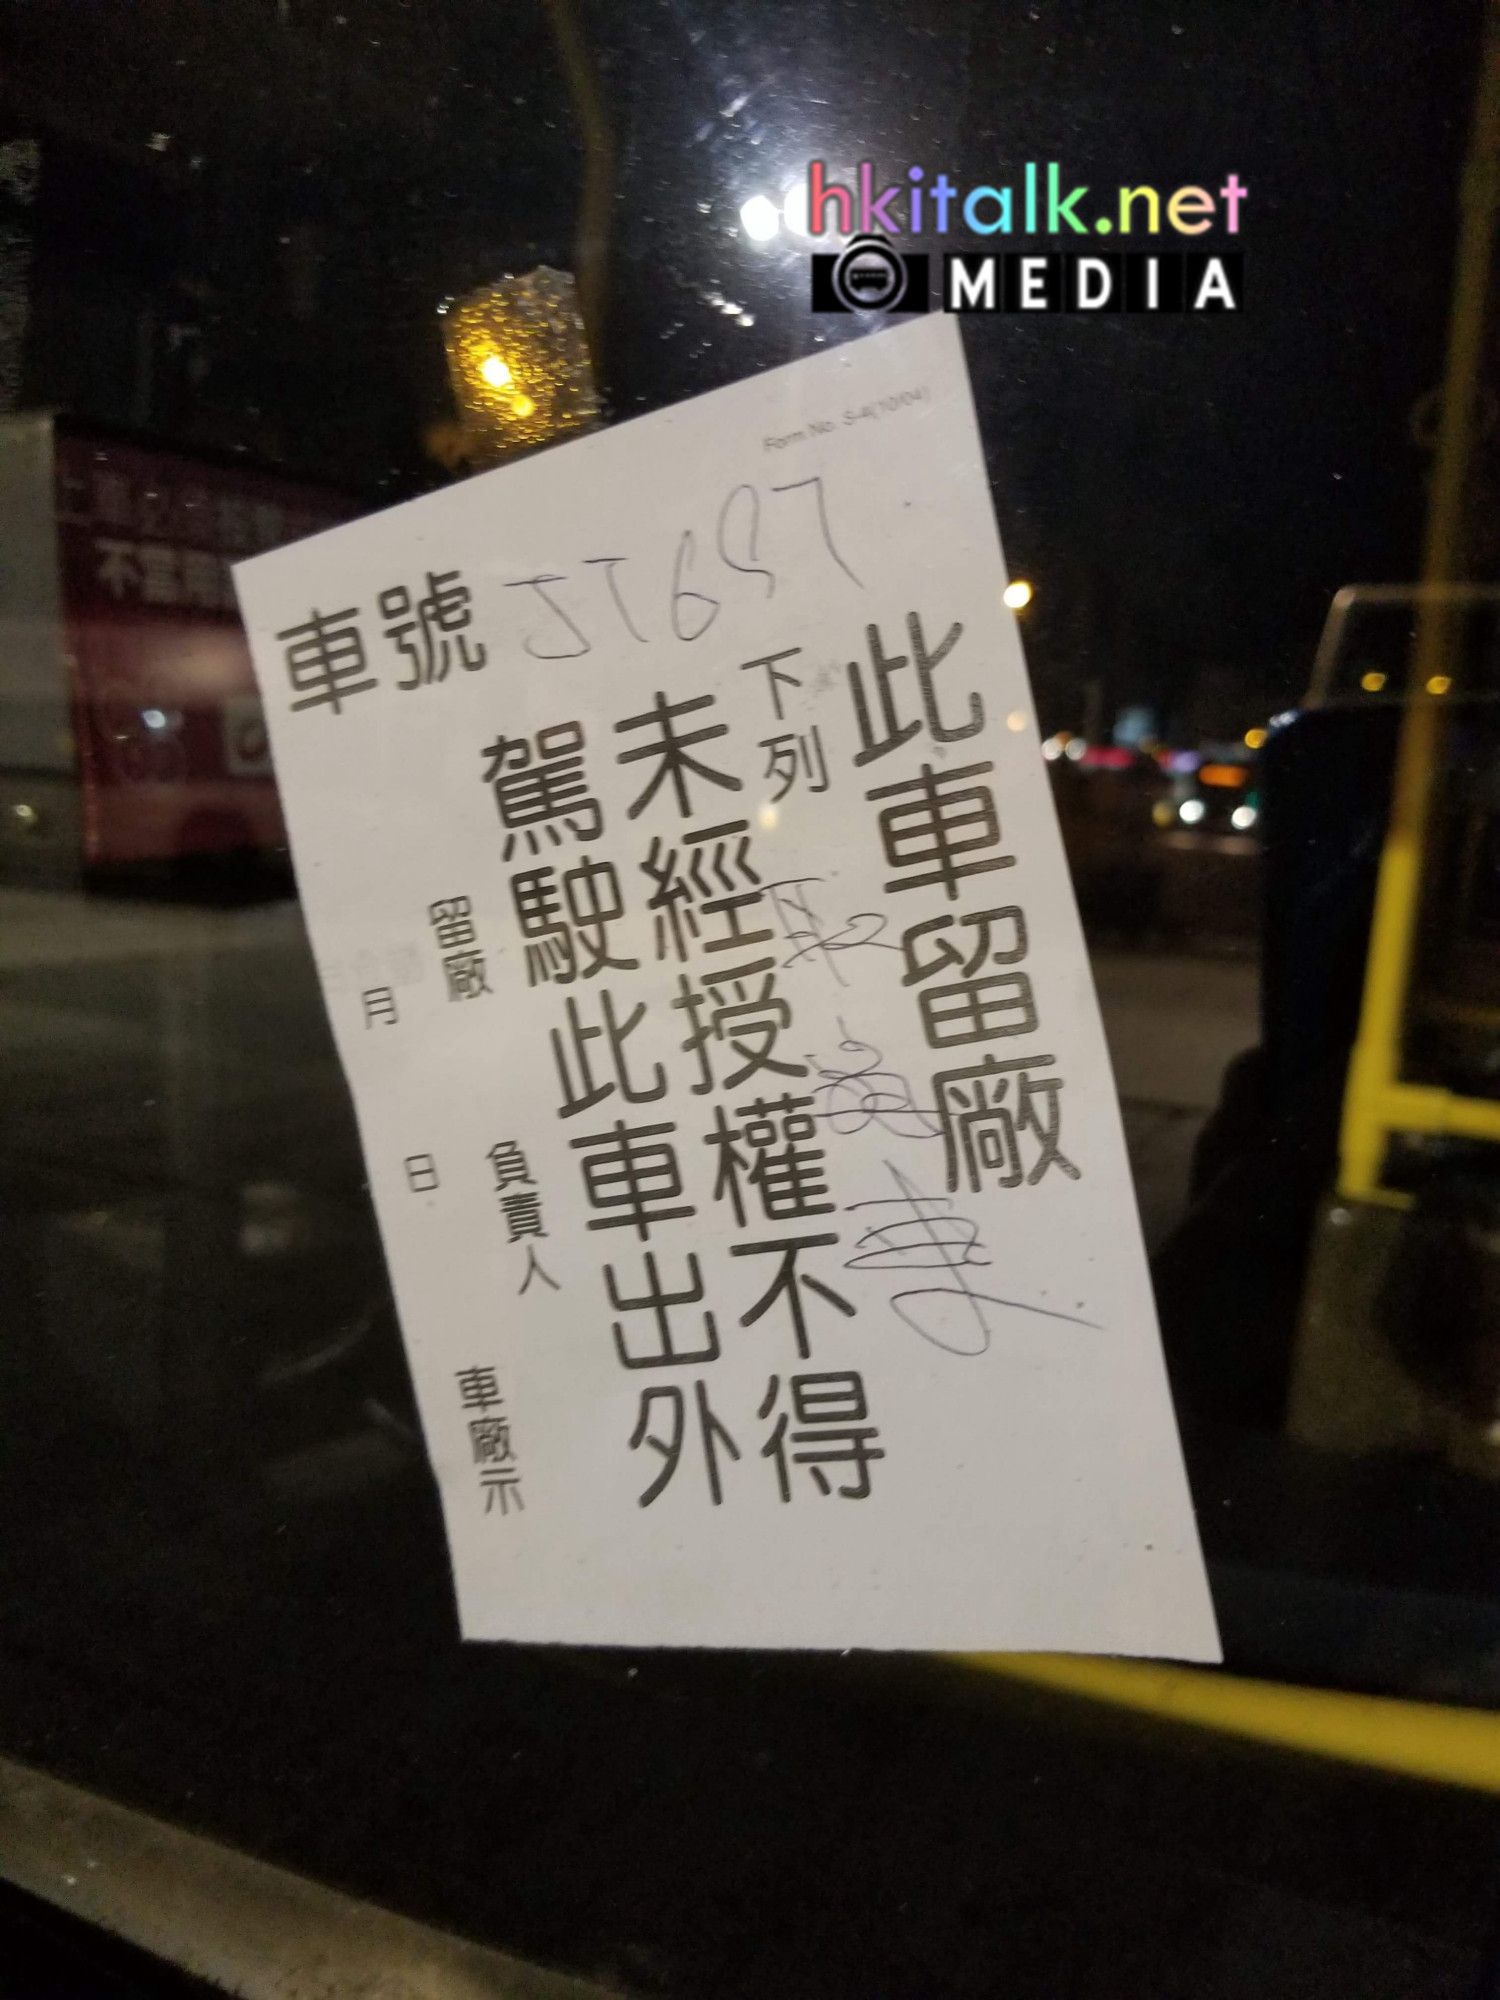 hkitalk.net
MEDIA
Form No. S-4(10/04)
車號 JT697
此車留廠
下列
未經授權不得
駕駛此車出外
留廠 負責人 車廠示
月 日